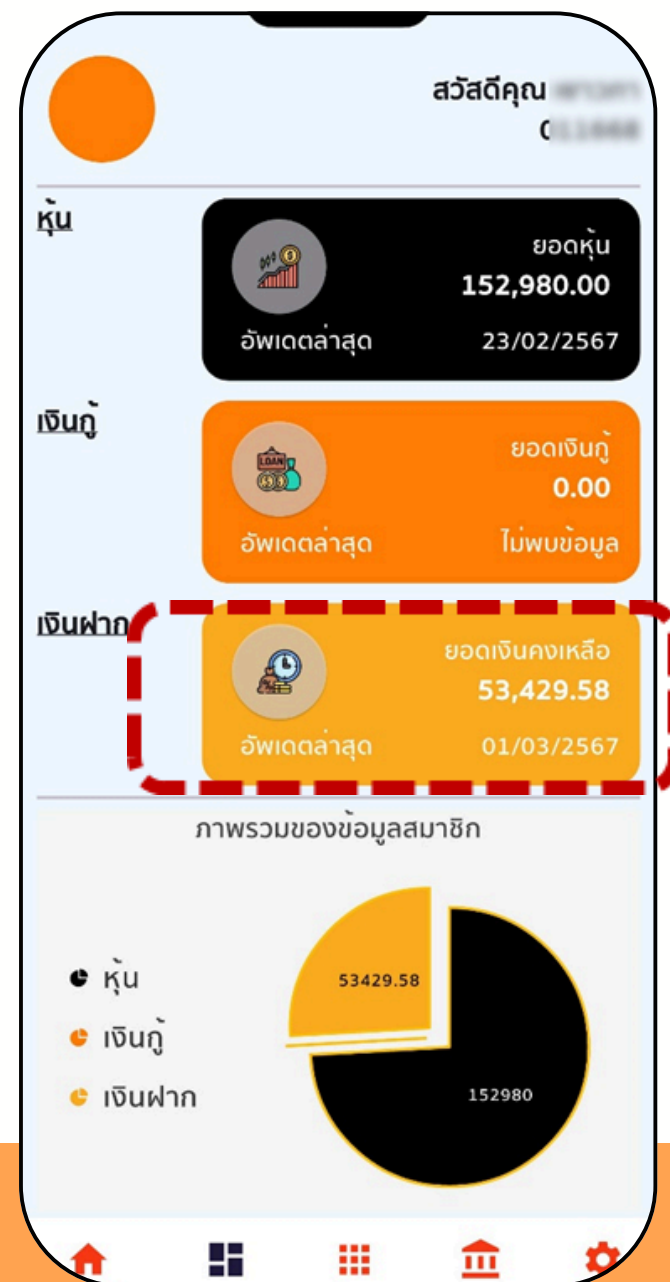 สวัสดีคุณ
หุ้น
ยอดหุ้น
152,980.00
อัพเดตล่าสุด 23/02/2567
เงินกู้
LOAN
ยอดเงินกู้
0.00
อัพเดตล่าสุด ไม่พบข้อมูล
เงินฝาก
ยอดเงินคงเหลือ
53,429.58
อัพเดตล่าสุด 01/03/2567
ภาพรวมของข้อมูลสมาชิก
53429.58
หุ้น
เงินกู้
เงินฝาก
152980